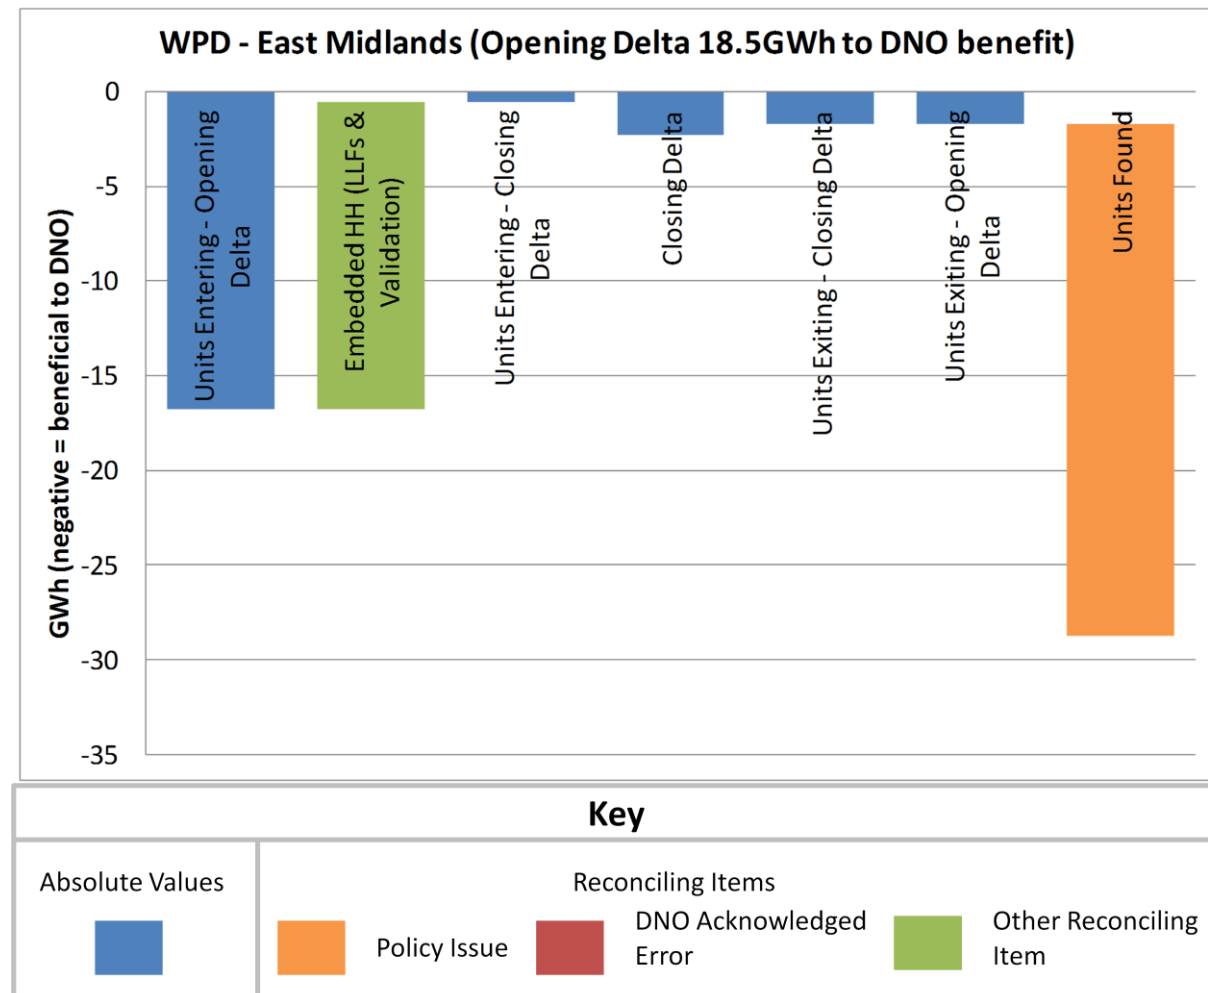 WPD - East Midlands (Opening Delta 18.5GWh to DNO benefit)
GWh (negative = beneficial to DNO)
0
-5
-10
-15
-20
-25
-30
-35
Units Entering - Opening
Delta
Embedded HH (LLFs &
Validation)
Units Entering - Closing
Delta
Closing Delta
Units Exiting - Closing Delta
Units Exiting - Opening
Delta
Units Found
Key
Absolute Values
Reconciling Items
Policy Issue
DNO Acknowledged
Error
Other Reconciling
Item